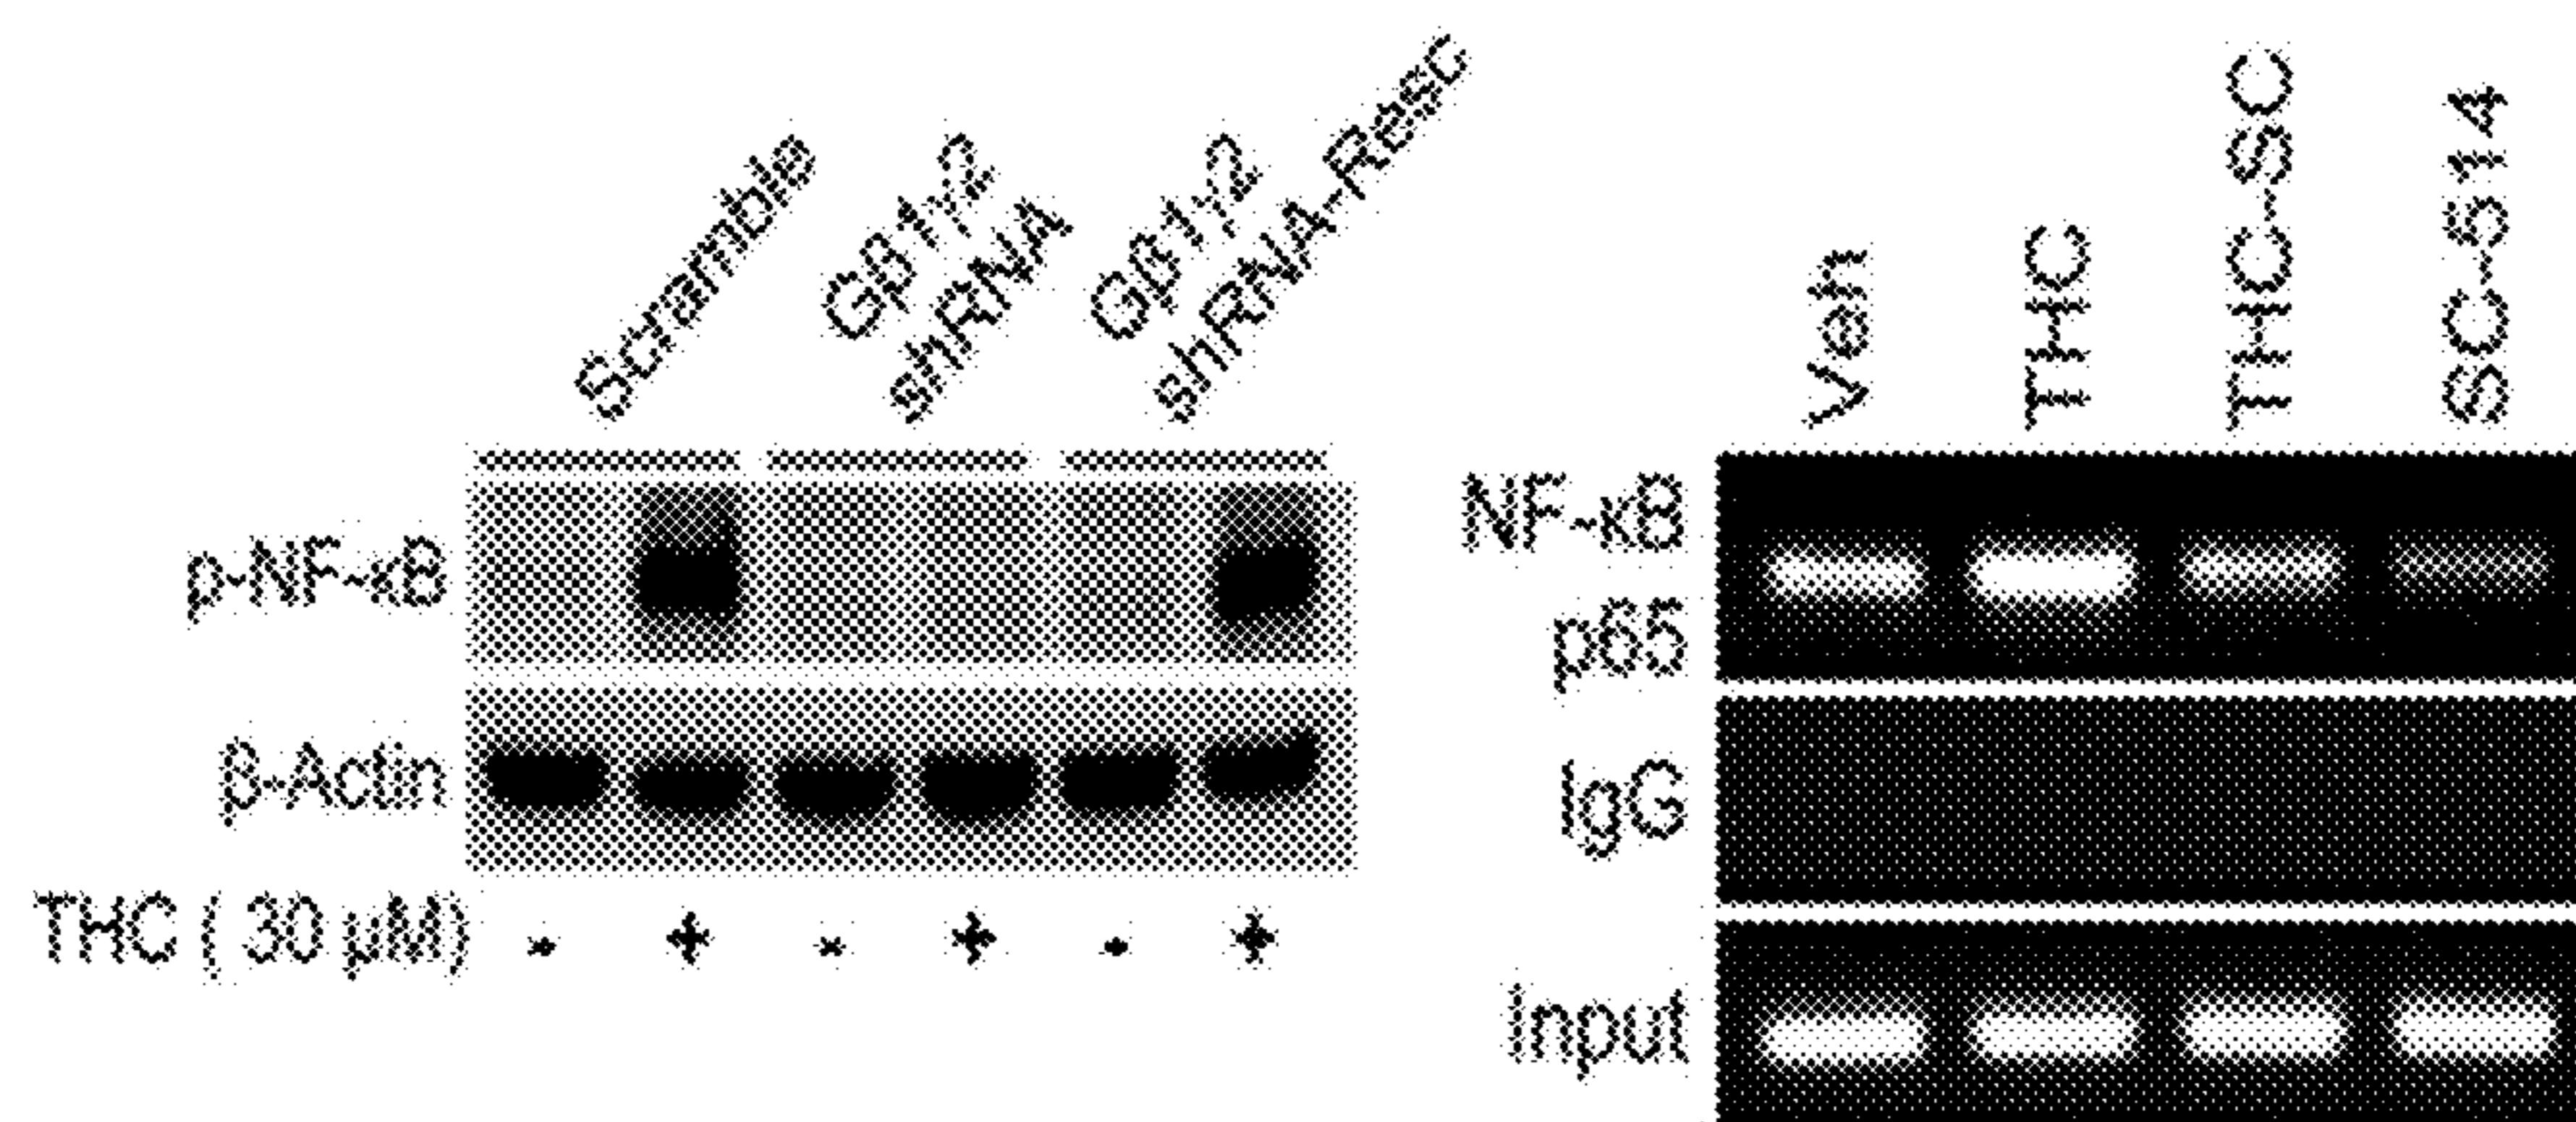 Scramble
Gβ1γ2
shRNA
Gβ1γ2
shRNA-Resc
p-NF-κB
β-Actin
THC ( 30 µM) - + - + - +
Veh
THC
THC-SC
SC-514
NF-κB
p65
IgG
Input